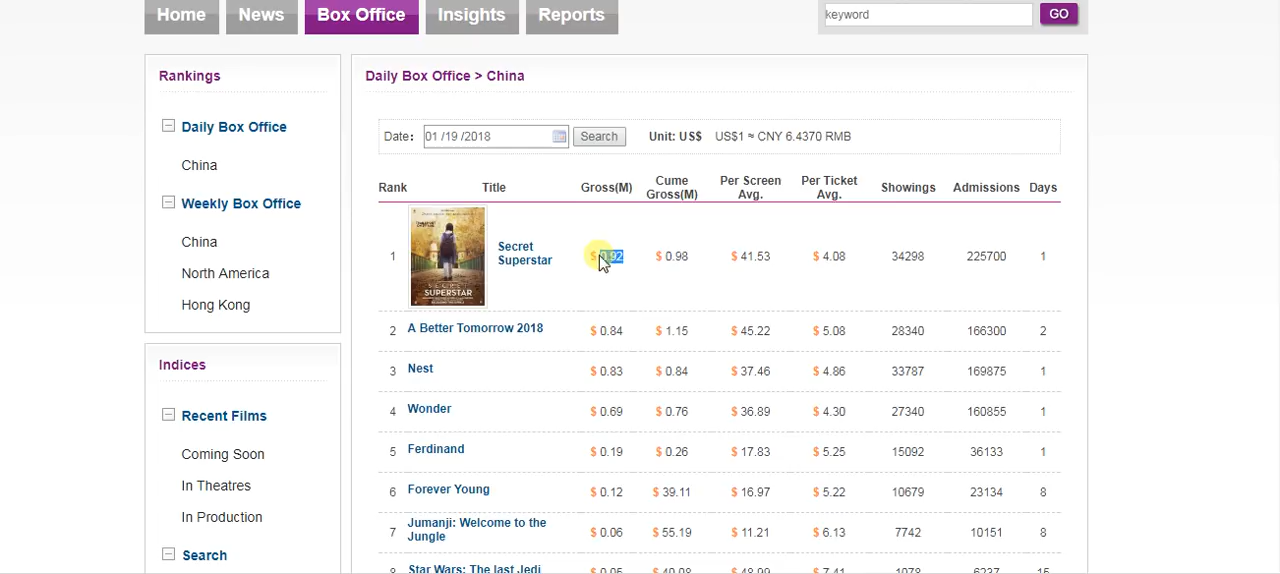 Home News Box Office Insights Reports keyword GO
Rankings
Daily Box Office
China
Weekly Box Office
China
North America
Hong Kong
Indices
Recent Films
Coming Soon
In Theatres
In Production
Search
Daily Box Office > China
Date: 01 /19 /2018 Search Unit: US$ US$1 ≈ CNY 6.4370 RMB
Rank Title Gross(M) Cume Gross(M) Per Screen Avg. Per Ticket Avg. Showings Admissions Days
SECRET
SUPERSTAR
1 Secret Superstar $ 0.92 $ 0.98 $ 41.53 $ 4.08 34298 225700 1
2 A Better Tomorrow 2018 $ 0.84 $ 1.15 $ 45.22 $ 5.08 28340 166300 2
3 Nest $ 0.83 $ 0.84 $ 37.46 $ 4.86 33787 169875 1
4 Wonder $ 0.69 $ 0.76 $ 36.89 $ 4.30 27340 160855 1
5 Ferdinand $ 0.19 $ 0.26 $ 17.83 $ 5.25 15092 36133 1
6 Forever Young $ 0.12 $ 39.11 $ 16.97 $ 5.22 10679 23134 8
7 Jumanji: Welcome to the Jungle $ 0.06 $ 55.19 $ 11.21 $ 6.13 7742 10151 8
Star Wars: The last Jedi